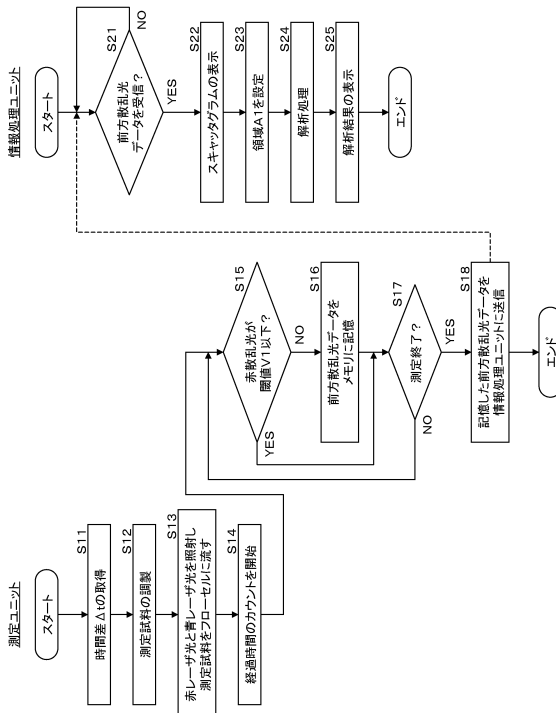 測定ユニット
スタート
S11
時間差Δtの取得
S12
測定試料の調製
S13
赤レーザ光と青レーザ光を照射し
測定試料をフローセルに流す
S14
経過時間のカウントを開始
S15
赤散乱光が
閾値V1以下？
YES
NO
S16
前方散乱光データを
メモリに記憶
S17
測定終了？
NO
YES
S18
記憶した前方散乱光データを
情報処理ユニットに送信
エンド
情報処理ユニット
スタート
S21
前方散乱光
データを受信？
NO
YES
S22
スキャッタグラムの表示
S23
領域A1を設定
S24
解析処理
S25
解析結果の表示
エンド